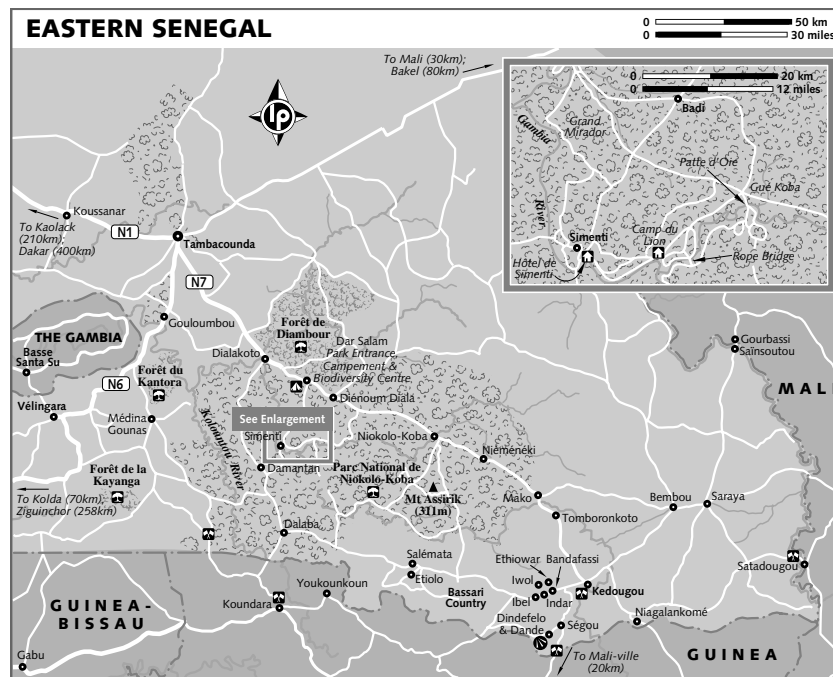 EASTERN SENEGAL
0 50 km
0 30 miles
To Mali (30km);
Bakel (80km)
lp
0 20 km
0 12 miles
Badi
Grand
Mirador
Gambia
River
Patte d'Oie
Gué Koba
Simenti
Camp du
Lion
Hôtel de
Simenti
Rope Bridge
Koussanar
N1
To Kaolack
(210km);
Dakar (400km)
Tambacounda
N7
Gouloumbou
Forêt de
Diambour
THE GAMBIA
Basse
Santa Su
Dialakoto
Dar Salam
Park Entrance,
Campement &
Biodiversity Centre
Gourbassi
Saïnsoutou
MALI
N6
Forêt du
Kantora
Diénoum Diala
Vélingara
Médina
Gounas
Kolountou River
See Enlargement
Simenti
Niokolo-Koba
Niéménéki
Forêt de la
Kayanga
Damantan
Parc National de
Niokolo-Koba
Mt Assirik
(311m)
To Kolda (70km);
Ziguinchor (258km)
Mako
Bembou
Saraya
Tomboronkoto
Dalaba
Salémata
Etiolo
Ethiowar
Bandafassi
Satadougou
Iwol
Ibel
Indar
Kedougou
Youkounkoun
Bassari
Country
GUINEA-
BISSAU
Koundara
Dindefelo
& Dande
Ségou
Niagalankomé
Gabu
To Mali-ville
(20km)
GUINEA